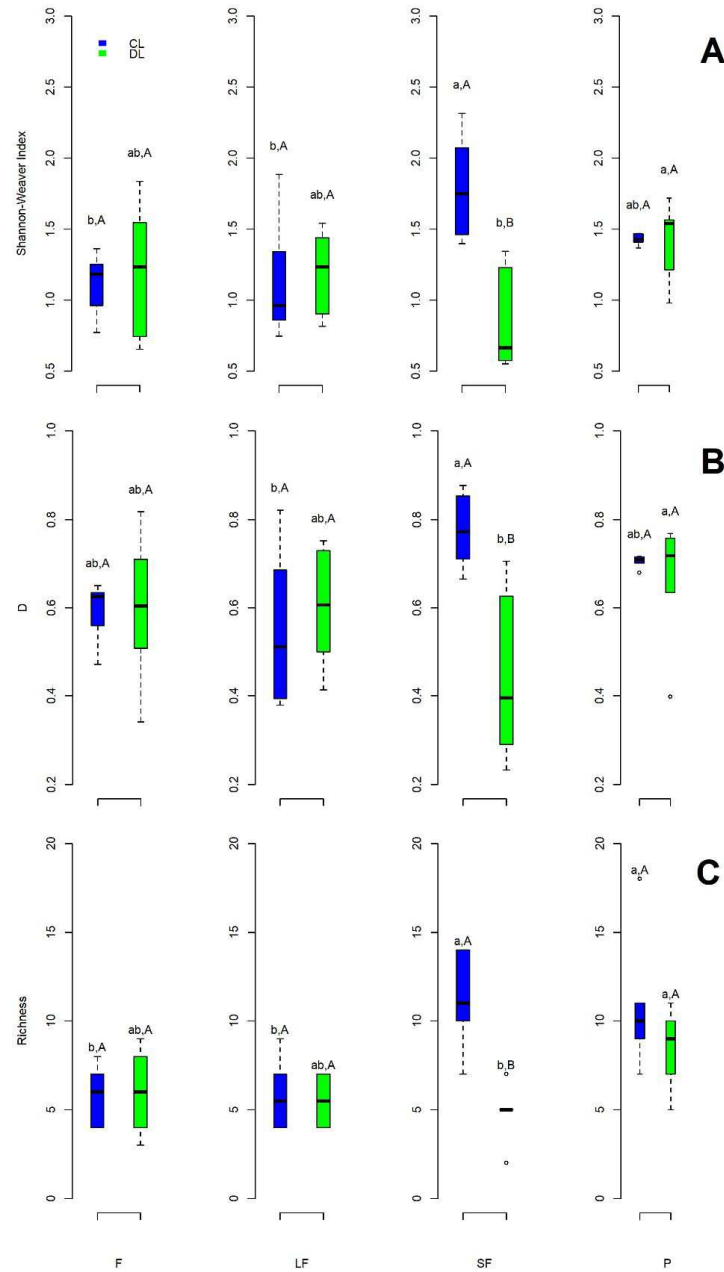 A
Shannon-Weaver Index
3.0 2.5 2.0 1.5 1.0 0.5
CL
DL
b,A ab,A
3.0 2.5 2.0 1.5 1.0 0.5
b,A ab,A
3.0 2.5 2.0 1.5 1.0 0.5
a,A b,B
3.0 2.5 2.0 1.5 1.0 0.5
ab,A a,A
B
D
1.0 0.8 0.6 0.4 0.2
ab,A ab,A
1.0 0.8 0.6 0.4 0.2
b,A ab,A
1.0 0.8 0.6 0.4 0.2
a,A b,B
1.0 0.8 0.6 0.4 0.2
ab,A a,A
C
Richness
20 15 10 5 0
b,A ab,A
20 15 10 5 0
b,A ab,A
20 15 10 5 0
a,A b,B
20 15 10 5 0
a,A a,A
F LF SF P